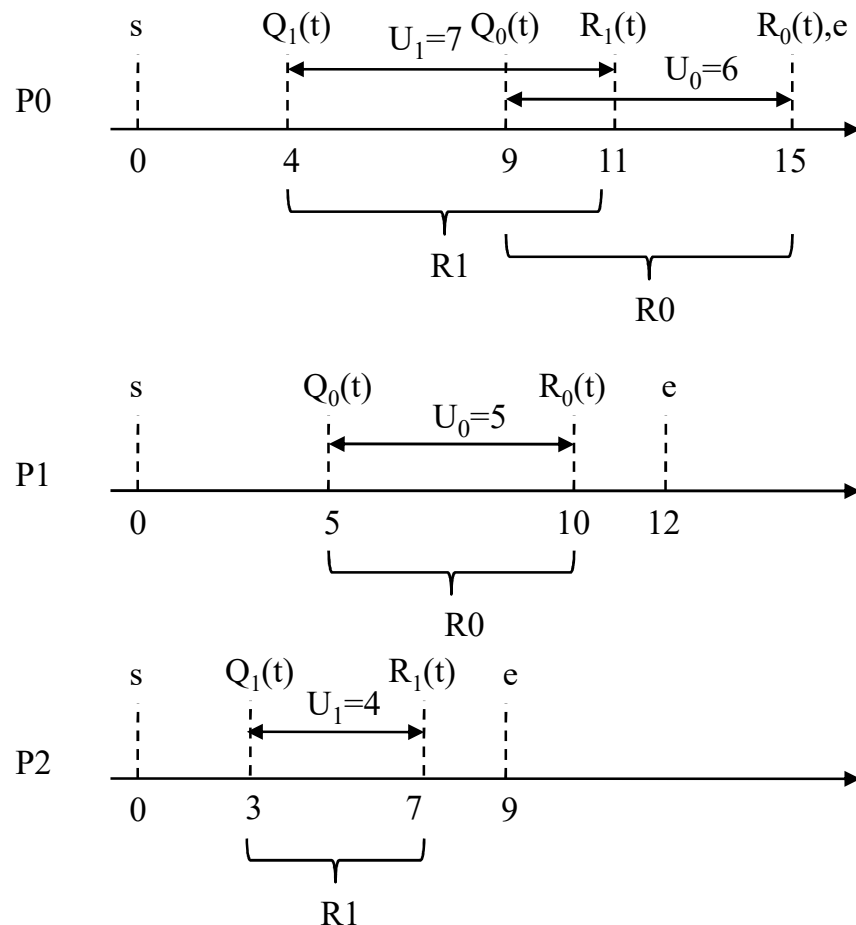 s Q₁(t) U₁=7 Q₀(t) R₁(t) R₀(t),e
U₀=6
P0
0 4 9 11 15
R1
R0
s Q₀(t) U₀=5 R₀(t) e
P1
0 5 10 12
R0
s Q₁(t) U₁=4 R₁(t) e
P2
0 3 7 9
R1